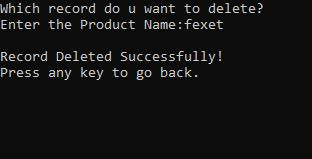 Which record do u want to delete?
Enter the Product Name:fexet
Record Deleted Successfully!
Press any key to go back.